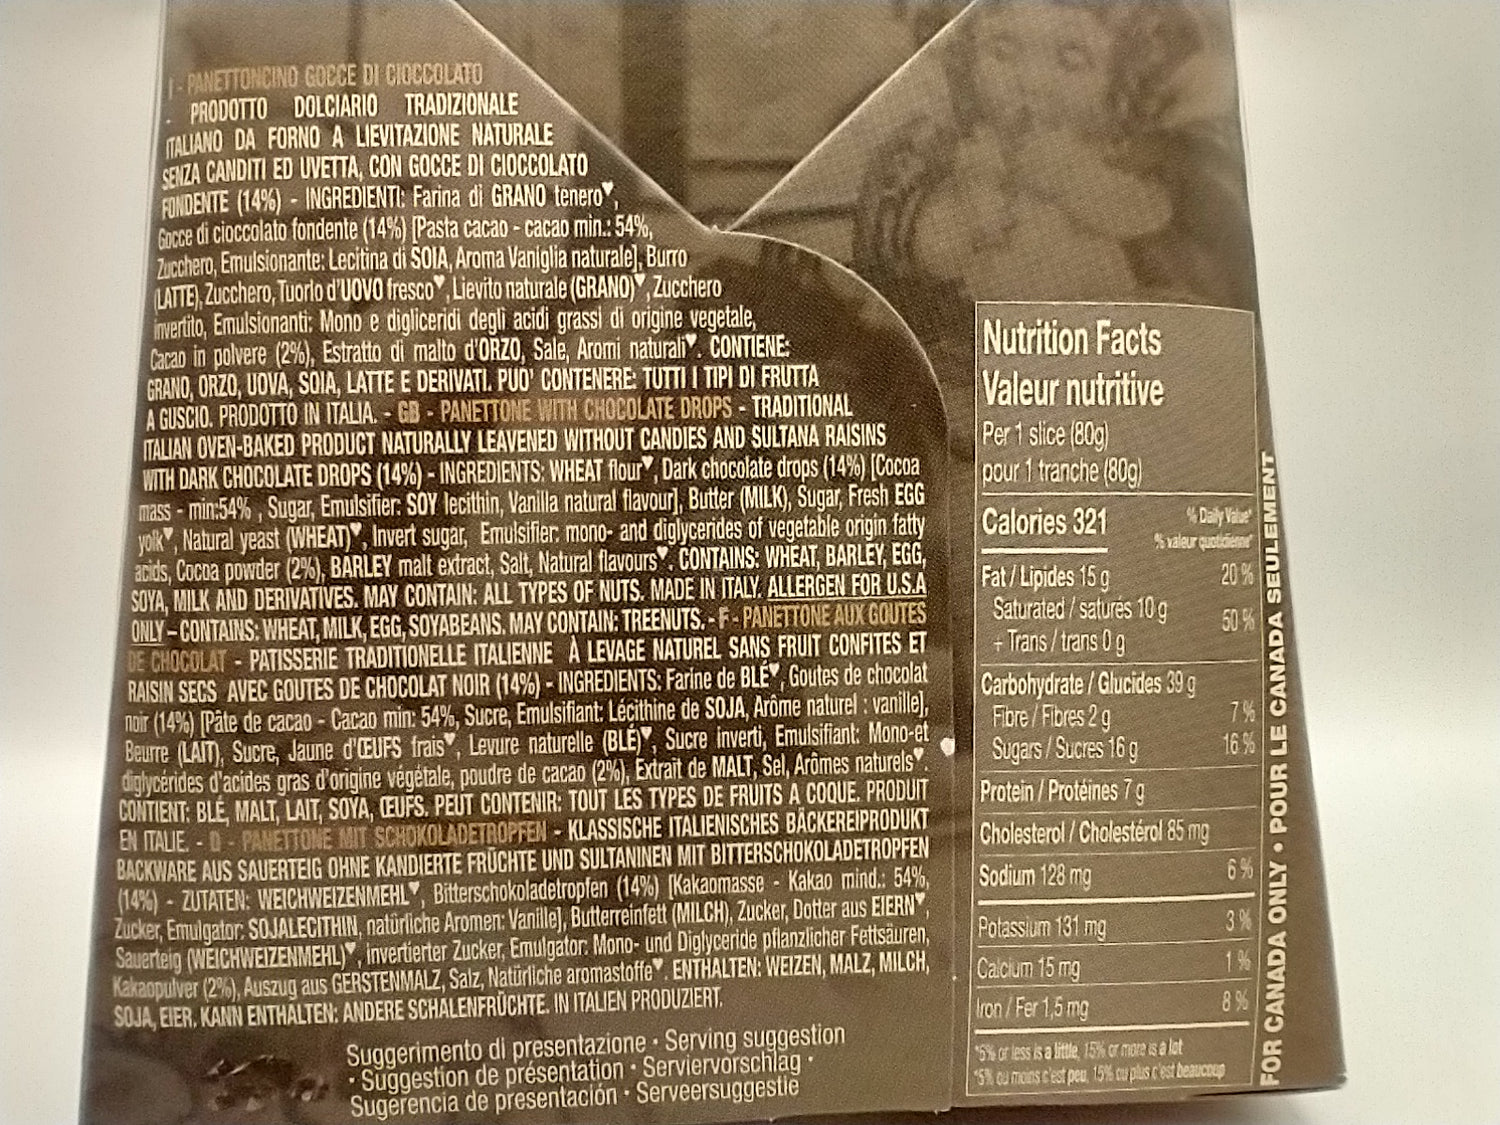 I - PANETTONCINO GOCCE DI CIOCCOLATO
- PRODOTTO DOLCIARIO TRADIZIONALE
ITALIANO DA FORNO A LIEVITAZIONE NATURALE
SENZA CANDITI ED UVETTA, CON GOCCE DI CIOCCOLATO
FONDENTE (14%) - INGREDIENTI: Farina di GRANO tenero♥,
Gocce di cioccolato fondente (14%) [Pasta cacao - cacao min.: 54%,
Zucchero, Emulsionante: Lecitina di SOIA, Aroma Vaniglia naturale], Burro
(LATTE), Zucchero, Tuorlo d'UOVO fresco♥, Lievito naturale (GRANO)♥, Zucchero
invertito, Emulsionanti: Mono e digliceridi degli acidi grassi di origine vegetale,
Cacao in polvere (2%), Estratto di malto d'ORZO, Sale, Aromi naturali♥. CONTIENE:
GRANO, ORZO, UOVA, SOIA, LATTE E DERIVATI. PUO' CONTENERE: TUTTI I TIPI DI FRUTTA
A GUSCIO. PRODOTTO IN ITALIA. - GB - PANETTONE WITH CHOCOLATE DROPS - TRADITIONAL
ITALIAN OVEN-BAKED PRODUCT NATURALLY LEAVENED WITHOUT CANDIES AND SULTANA RAISINS
WITH DARK CHOCOLATE DROPS (14%) - INGREDIENTS: WHEAT flour♥, Dark chocolate drops (14%) [Cocoa
mass - min:54% , Sugar, Emulsifier: SOY lecithin, Vanilla natural flavour], Butter (MILK), Sugar, Fresh EGG
yolk♥, Natural yeast (WHEAT)♥, Invert sugar, Emulsifier: mono- and diglycerides of vegetable origin fatty
acids, Cocoa powder (2%), BARLEY malt extract, Salt, Natural flavours♥. CONTAINS: WHEAT, BARLEY, EGG,
SOYA, MILK AND DERIVATIVES. MAY CONTAIN: ALL TYPES OF NUTS. MADE IN ITALY. ALLERGEN FOR U.S.A
ONLY – CONTAINS: WHEAT, MILK, EGG, SOYABEANS. MAY CONTAIN: TREENUTS. - F - PANETTONE AUX GOUTES
DE CHOCOLAT - PATISSERIE TRADITIONELLE ITALIENNE À LEVAGE NATUREL SANS FRUIT CONFITES ET
RAISIN SECS AVEC GOUTES DE CHOCOLAT NOIR (14%) - INGREDIENTS: Farine de BLÉ♥, Goutes de chocolat
noir (14%) [Pâte de cacao - Cacao min: 54%, Sucre, Emulsifiant: Lécithine de SOJA, Arôme naturel : vanille],
Beurre (LAIT), Sucre, Jaune d'ŒUFS frais♥, Levure naturelle (BLÉ)♥, Sucre inverti, Emulsifiant: Mono-et
diglycérides d'acides gras d'origine végétale, poudre de cacao (2%), Extrait de MALT, Sel, Arômes naturels♥.
CONTIENT: BLÉ, MALT, LAIT, SOYA, ŒUFS. PEUT CONTENIR: TOUT LES TYPES DE FRUITS A COQUE. PRODUIT
EN ITALIE. - D - PANETTONE MIT SCHOKOLADETROPFEN - KLASSISCHE ITALIENISCHES BÄCKEREIPRODUKT
BACKWARE AUS SAUERTEIG OHNE KANDIERTE FRÜCHTE UND SULTANINEN MIT BITTERSCHOKOLADETROPFEN
(14%) - ZUTATEN: WEICHWEIZENMEHL♥, Bitterschokoladetropfen (14%) [Kakaomasse - Kakao mind.: 54%,
Zucker, Emulgator: SOJALECITHIN, natürliche Aromen: Vanille], Butterreinfett (MILCH), Zucker, Dotter aus EIERN♥,
Sauerteig (WEICHWEIZENMEHL)♥, invertierter Zucker, Emulgator: Mono- und Diglyceride pflanzlicher Fettsäuren,
Kakaopulver (2%), Auszug aus GERSTENMALZ, Salz, Natürliche aromastoffe♥. ENTHALTEN: WEIZEN, MALZ, MILCH,
SOJA, EIER. KANN ENTHALTEN: ANDERE SCHALENFRÜCHTE. IN ITALIEN PRODUZIERT.
Suggerimento di presentazione • Serving suggestion
• Suggestion de présentation • Serviervorschlag •
Sugerencia de presentación • Serveersuggestie
Nutrition Facts
Valeur nutritive
Per 1 slice (80g)
pour 1 tranche (80g)
Calories 321 % Daily Value*
% valeur quotidienne*
Fat / Lipides 15 g 20 %
Saturated / saturés 10 g
+ Trans / trans 0 g 50 %
Carbohydrate / Glucides 39 g
Fibre / Fibres 2 g 7 %
Sugars / Sucres 16 g 16 %
Protein / Protéines 7 g
Cholesterol / Cholestérol 85 mg
Sodium 128 mg 6 %
Potassium 131 mg 3 %
Calcium 15 mg 1 %
Iron / Fer 1,5 mg 8 %
*5% or less is a little, 15% or more is a lot
*5% ou moins c'est peu, 15% ou plus c'est beaucoup
FOR CANADA ONLY • POUR LE CANADA SEULEMENT